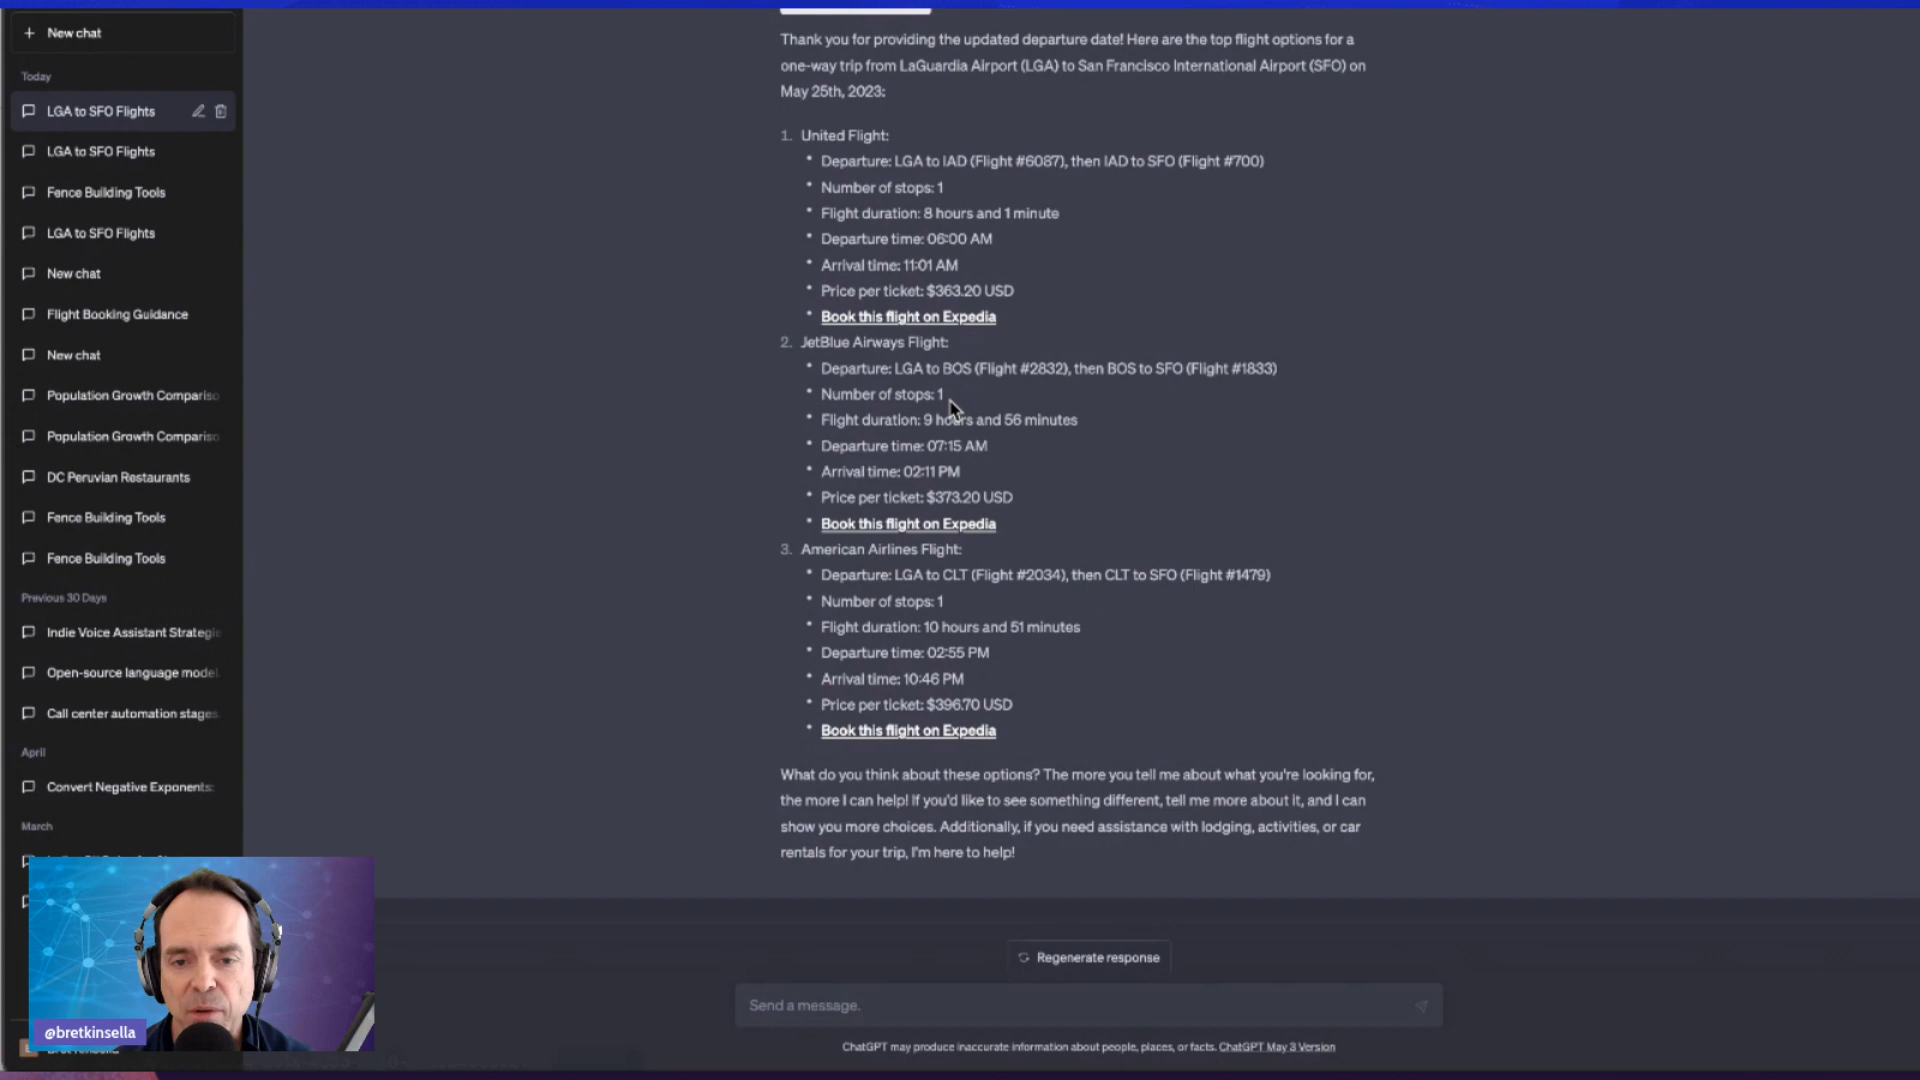 New chat
Today
LGA to SFO Flights
LGA to SFO Flights
Fence Building Tools
LGA to SFO Flights
New chat
Flight Booking Guidance
New chat
Population Growth Compariso
Population Growth Compariso
DC Peruvian Restaurants
Fence Building Tools
Fence Building Tools
Previous 30 Days
Indie Voice Assistant Strategie
Open-source language model
Call center automation stages
April
Convert Negative Exponents:
March
@bretkinsella
Thank you for providing the updated departure date! Here are the top flight options for a
one-way trip from LaGuardia Airport (LGA) to San Francisco International Airport (SFO) on
May 25th, 2023:
1. United Flight:
• Departure: LGA to IAD (Flight #6087), then IAD to SFO (Flight #700)
• Number of stops: 1
• Flight duration: 8 hours and 1 minute
• Departure time: 06:00 AM
• Arrival time: 11:01 AM
• Price per ticket: $363.20 USD
• Book this flight on Expedia
2. JetBlue Airways Flight:
• Departure: LGA to BOS (Flight #2832), then BOS to SFO (Flight #1833)
• Number of stops: 1
• Flight duration: 9 hours and 56 minutes
• Departure time: 07:15 AM
• Arrival time: 02:11 PM
• Price per ticket: $373.20 USD
• Book this flight on Expedia
3. American Airlines Flight:
• Departure: LGA to CLT (Flight #2034), then CLT to SFO (Flight #1479)
• Number of stops: 1
• Flight duration: 10 hours and 51 minutes
• Departure time: 02:55 PM
• Arrival time: 10:46 PM
• Price per ticket: $396.70 USD
• Book this flight on Expedia
What do you think about these options? The more you tell me about what you're looking for,
the more I can help! If you'd like to see something different, tell me more about it, and I can
show you more choices. Additionally, if you need assistance with lodging, activities, or car
rentals for your trip, I'm here to help!
Regenerate response
Send a message.
ChatGPT may produce inaccurate information about people, places, or facts. ChatGPT May 3 Version